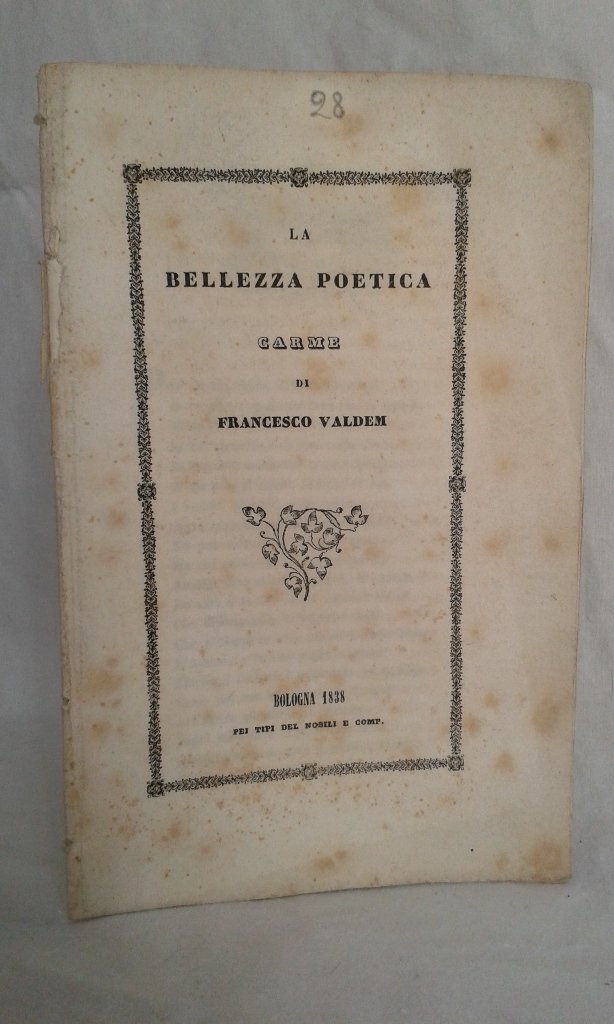 28
LA
BELLEZZA POETICA
CARME
DI
FRANCESCO VALDEM
BOLOGNA 1838
PEI TIPI DEL NOBILI E COMP.